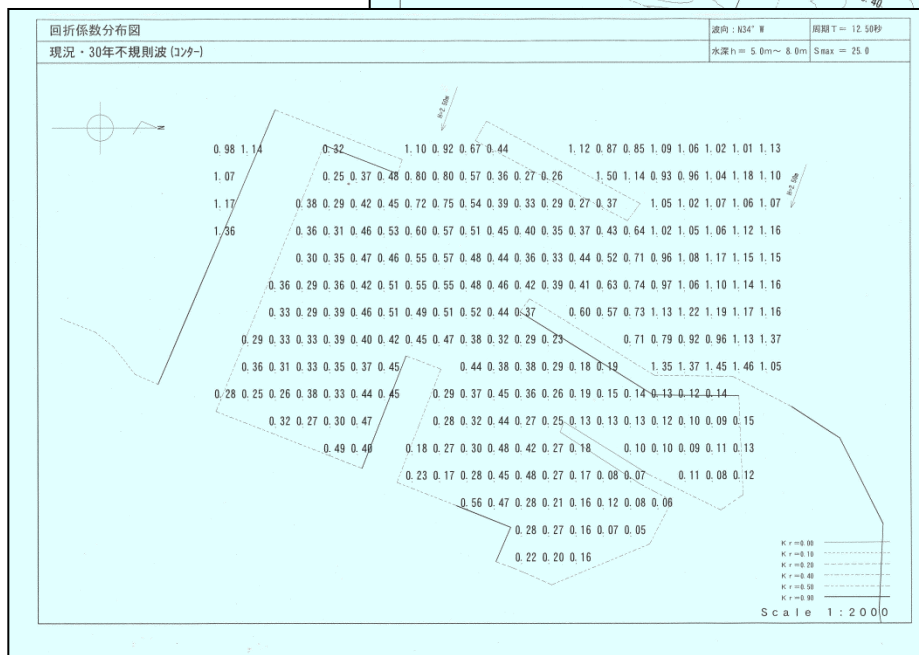 40
回折係数分布図
波向：N34°W 周期T＝ 12.50秒
現況・30年不規則波(コンター)
水深h＝ 5.0m～ 8.0m Smax ＝ 25.0
N
H=2.50m
0.98 1.14 0.32 1.10 0.92 0.67 0.44 1.12 0.87 0.85 1.09 1.06 1.02 1.01 1.13
1.07 0.25 0.37 0.48 0.80 0.80 0.57 0.36 0.27 0.26 1.50 1.14 0.93 0.96 1.04 1.18 1.10
H=2.50m
1.17 0.38 0.29 0.42 0.45 0.72 0.75 0.54 0.39 0.33 0.29 0.27 0.37 1.05 1.02 1.07 1.06 1.07
1.36 0.36 0.31 0.46 0.53 0.60 0.57 0.51 0.45 0.40 0.35 0.37 0.43 0.64 1.02 1.05 1.06 1.12 1.16
0.30 0.35 0.47 0.46 0.55 0.57 0.48 0.44 0.36 0.33 0.44 0.52 0.71 0.96 1.08 1.17 1.15 1.15
0.36 0.29 0.36 0.42 0.51 0.55 0.55 0.48 0.46 0.42 0.39 0.41 0.63 0.74 0.97 1.06 1.10 1.14 1.16
0.33 0.29 0.39 0.46 0.51 0.49 0.51 0.52 0.44 0.37 0.60 0.57 0.73 1.13 1.22 1.19 1.17 1.16
0.29 0.33 0.33 0.39 0.40 0.42 0.45 0.47 0.38 0.32 0.29 0.23 0.71 0.79 0.92 0.96 1.13 1.37
0.36 0.31 0.33 0.35 0.37 0.45 0.44 0.38 0.38 0.29 0.18 0.19 1.35 1.37 1.45 1.46 1.05
0.28 0.25 0.26 0.38 0.33 0.44 0.45 0.29 0.37 0.45 0.36 0.26 0.19 0.15 0.14 0.13 0.12 0.14
0.32 0.27 0.30 0.47 0.28 0.32 0.44 0.27 0.25 0.13 0.13 0.13 0.12 0.10 0.09 0.15
0.49 0.40 0.18 0.27 0.30 0.48 0.42 0.27 0.18 0.10 0.10 0.09 0.11 0.13
0.23 0.17 0.28 0.45 0.48 0.27 0.17 0.08 0.07 0.11 0.08 0.12
0.56 0.47 0.28 0.21 0.16 0.12 0.08 0.06
0.28 0.27 0.16 0.07 0.05
0.22 0.20 0.16
Kr=0.00
Kr=0.10
Kr=0.20
Kr=0.40
Kr=0.50
Kr=0.90
Scale 1:2000